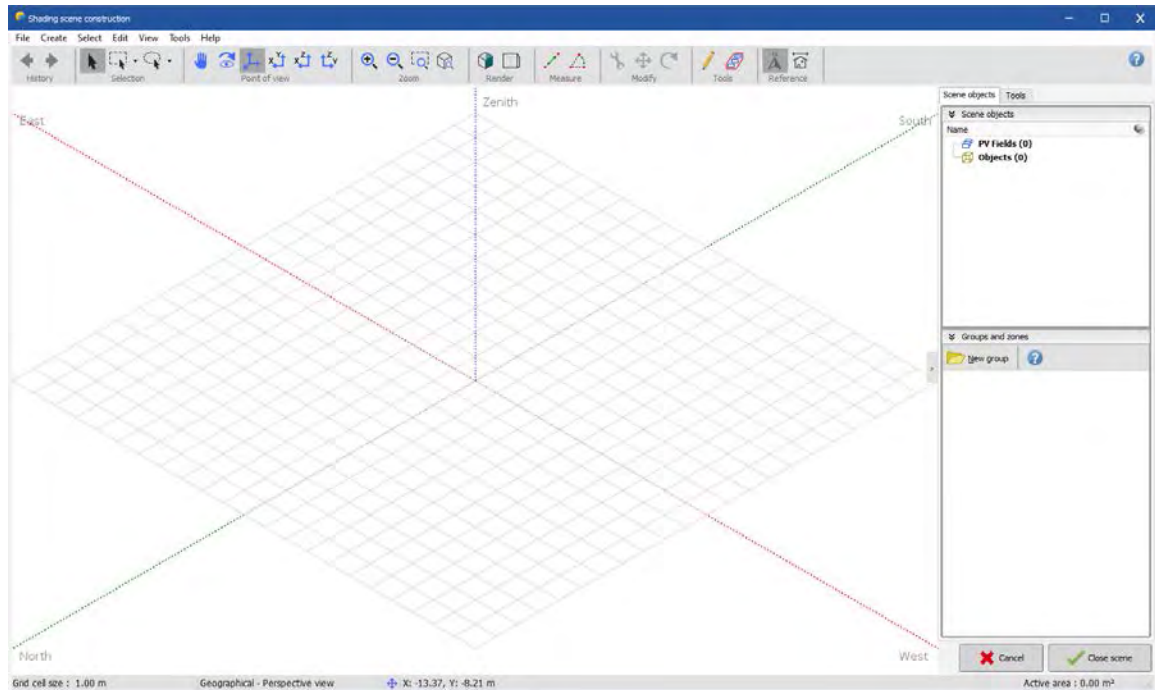 Shading scene construction
File Create Select Edit View Tools Help
History Selection Point of view Zoom Render Measure Modify Tools Reference
Zenith
East
South
North
West
Scene objects Tools
Scene objects
Name
PV Fields (0)
Objects (0)
Groups and zones
New group
Cancel Close scene
Grid cell size : 1.00 m Geographical - Perspective view X: -13.37, Y: -8.21 m Active area : 0.00 m²